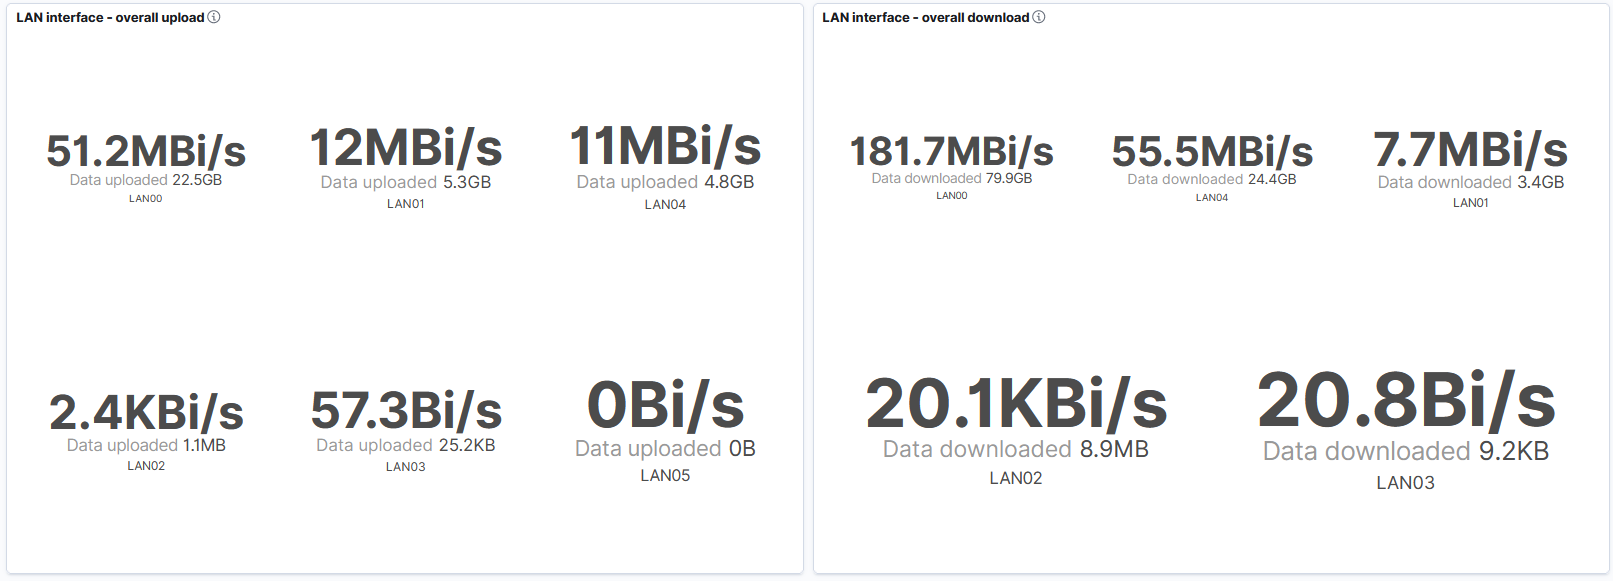 LAN interface - overall upload
51.2MBi/s
Data uploaded 22.5GB
LAN00
12MBi/s
Data uploaded 5.3GB
LAN01
11MBi/s
Data uploaded 4.8GB
LAN04
2.4KBi/s
Data uploaded 1.1MB
LAN02
57.3Bi/s
Data uploaded 25.2KB
LAN03
0Bi/s
Data uploaded 0B
LAN05
LAN interface - overall download
181.7MBi/s
Data downloaded 79.9GB
LAN00
55.5MBi/s
Data downloaded 24.4GB
LAN04
7.7MBi/s
Data downloaded 3.4GB
LAN01
20.1KBi/s
Data downloaded 8.9MB
LAN02
20.8Bi/s
Data downloaded 9.2KB
LAN03